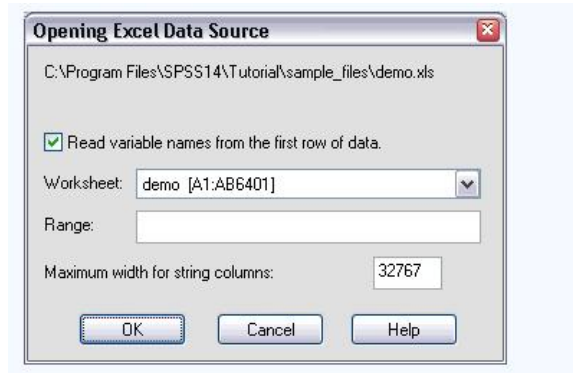 Opening Excel Data Source
C:\Program Files\SPSS14\Tutorial\sample_files\demo.xls
Read variable names from the first row of data.
Worksheet: demo [A1:AB6401]
Range:
Maximum width for string columns: 32767
OK Cancel Help